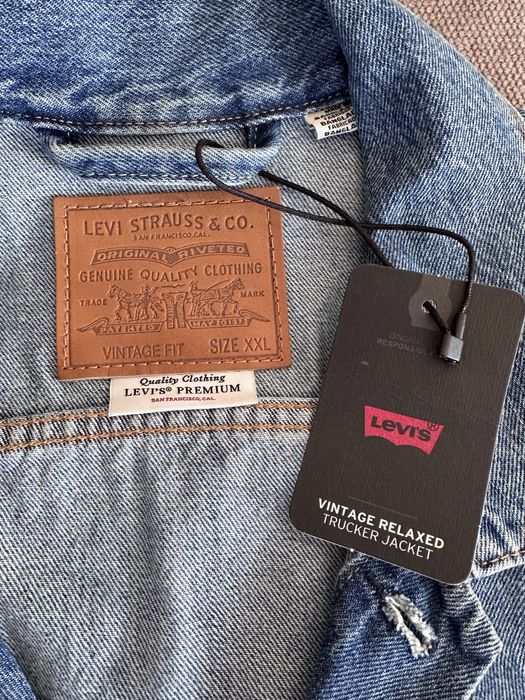 LEVI STRAUSS & CO.
SAN FRANCISCO, CAL.
ORIGINAL RIVETED
GENUINE QUALITY CLOTHING
TRADE MARK
PATENTED MAY 20 1873
VINTAGE FIT SIZE XXL
Quality Clothing
LEVI'S® PREMIUM
SAN FRANCISCO, CAL.
LEVI'S®
VINTAGE RELAXED
TRUCKER JACKET